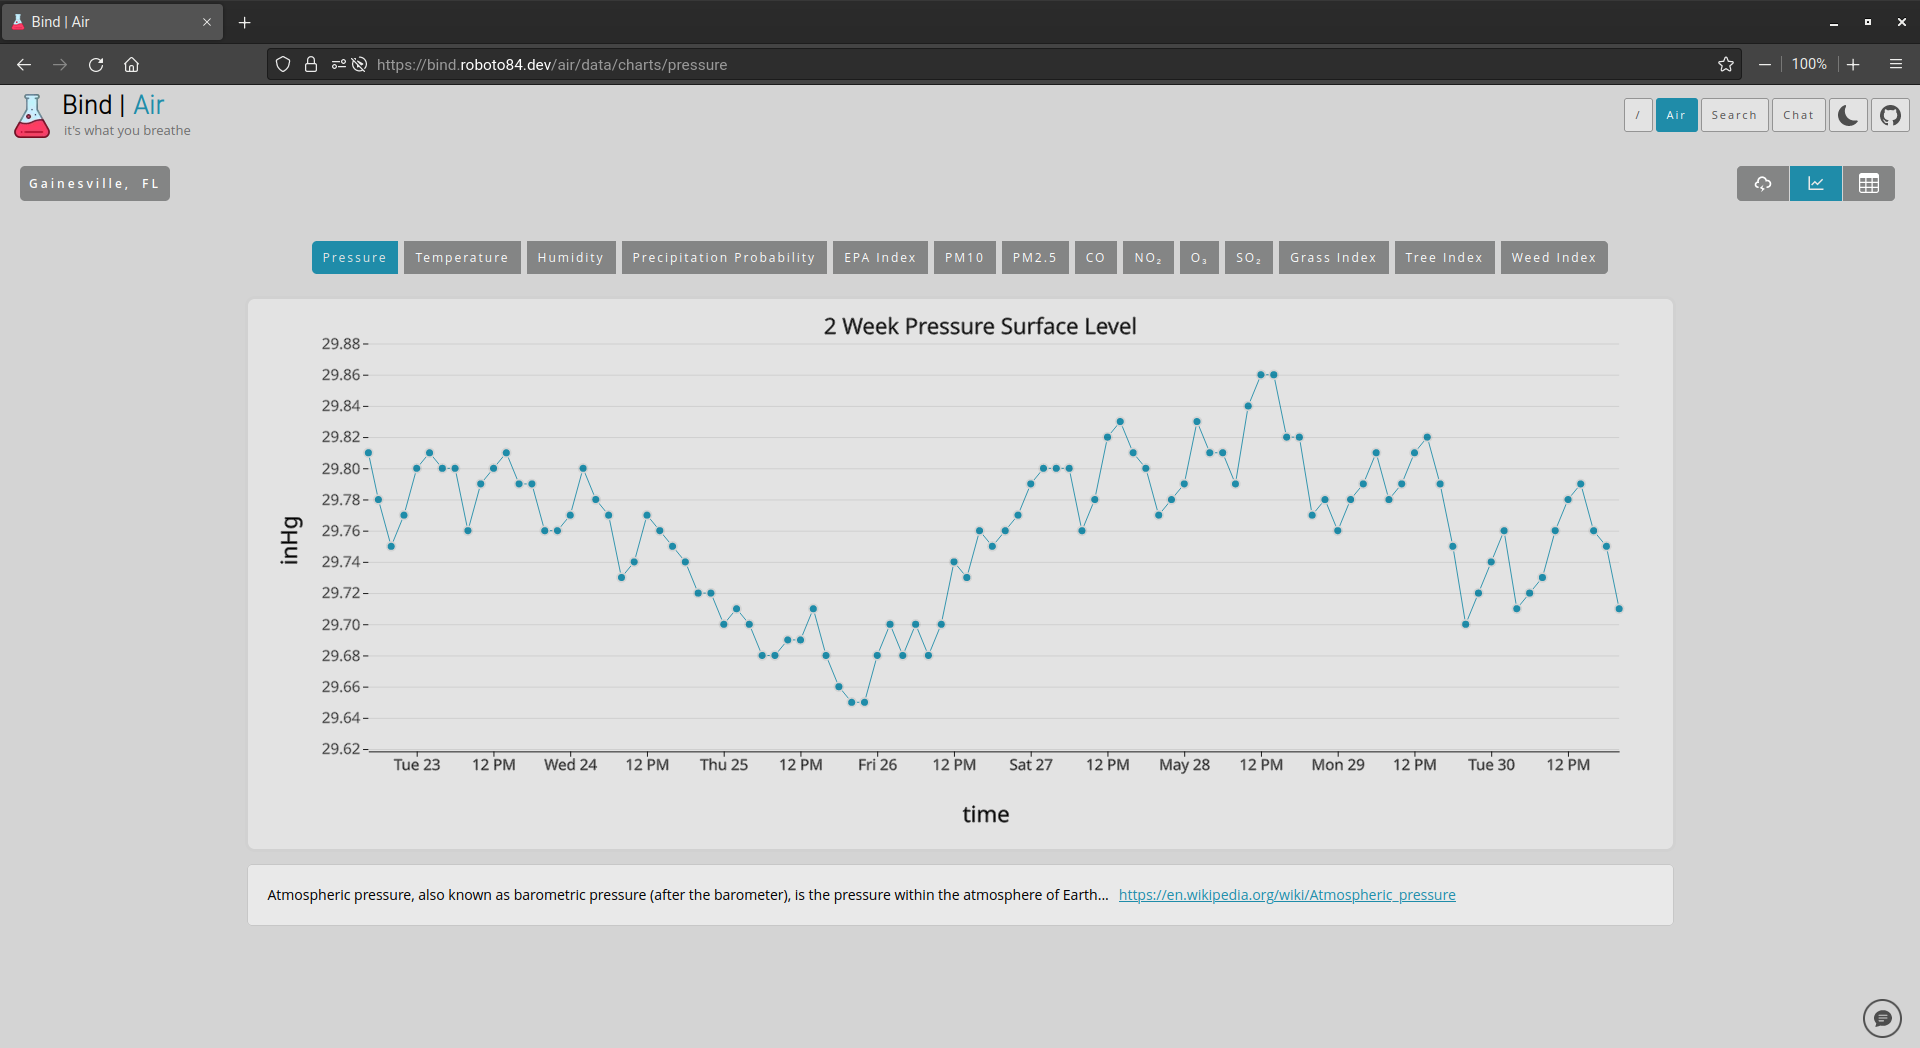 Bind | Air
https://bind.roboto84.dev/air/data/charts/pressure
100%
Bind | Air
it's what you breathe
/
Air
Search
Chat
Gainesville, FL
Pressure
Temperature
Humidity
Precipitation Probability
EPA Index
PM10
PM2.5
CO
NO₂
O₃
SO₂
Grass Index
Tree Index
Weed Index
2 Week Pressure Surface Level
29.88
29.86
29.84
29.82
29.80
29.78
29.76
29.74
29.72
29.70
29.68
29.66
29.64
29.62
inHg
Tue 23 12 PM Wed 24 12 PM Thu 25 12 PM Fri 26 12 PM Sat 27 12 PM May 28 12 PM Mon 29 12 PM Tue 30 12 PM
time
Atmospheric pressure, also known as barometric pressure (after the barometer), is the pressure within the atmosphere of Earth... https://en.wikipedia.org/wiki/Atmospheric_pressure